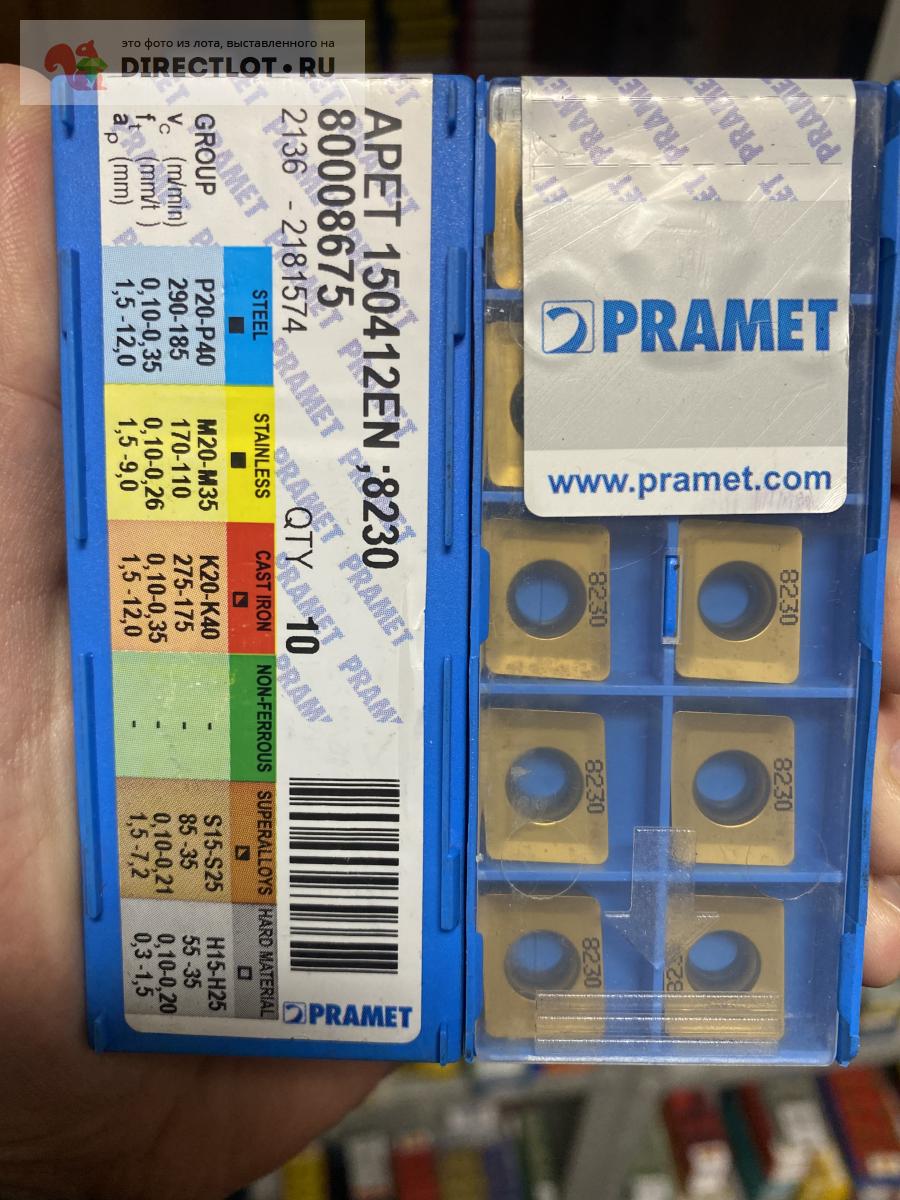 это фото из лота, выставленного на
DIRECTLOT•RU
APET 150412EN ;8230
80008675
2136 - 2181574
QTY 10
STEEL
STAINLESS
CAST IRON
NON-FERROUS
SUPERALLOYS
HARD MATERIAL
GROUP P20-P40 M20-M35 K20-K40 - S15-S25 H15-H25
vc (m/min) 290-185 170-110 275-175 - 85 -35 55 -35
ft (mm/t) 0,10-0,35 0,10-0,26 0,10-0,35 - 0,10-0,21 0,10-0,20
ap (mm) 1,5 -12,0 1,5 -9,0 1,5 -12,0 - 1,5 -7,2 0,3 -1,5
PRAMET
PRAMET
www.pramet.com
8230
8230
8230
8230
8230